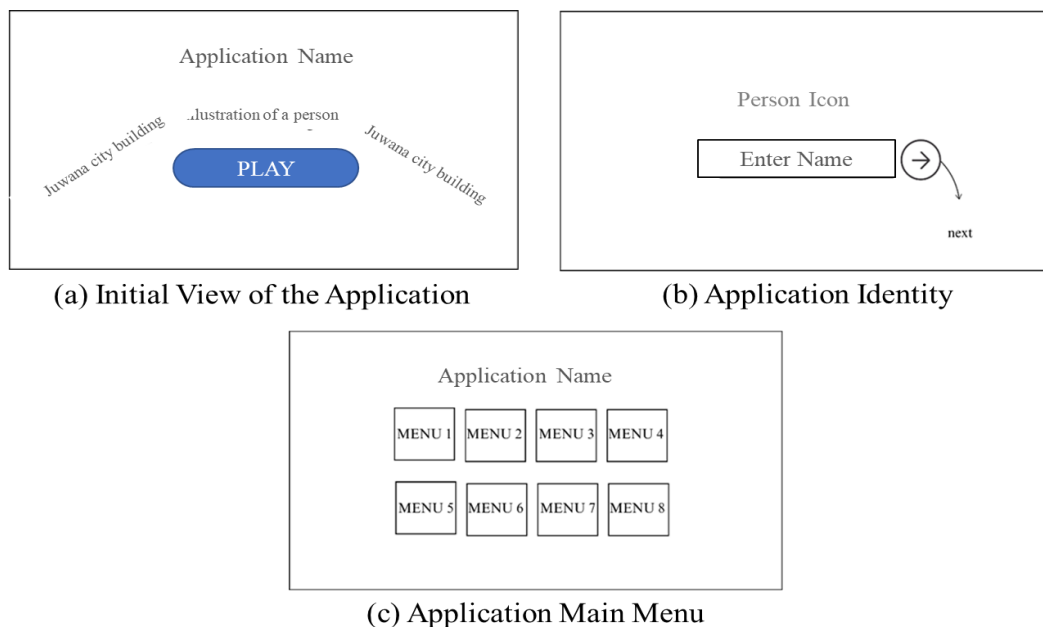 Application Name
Illustration of a person
Juwana city building
Juwana city building
PLAY
(a) Initial View of the Application
Person Icon
Enter Name
next
(b) Application Identity
Application Name
MENU 1 MENU 2 MENU 3 MENU 4
MENU 5 MENU 6 MENU 7 MENU 8
(c) Application Main Menu